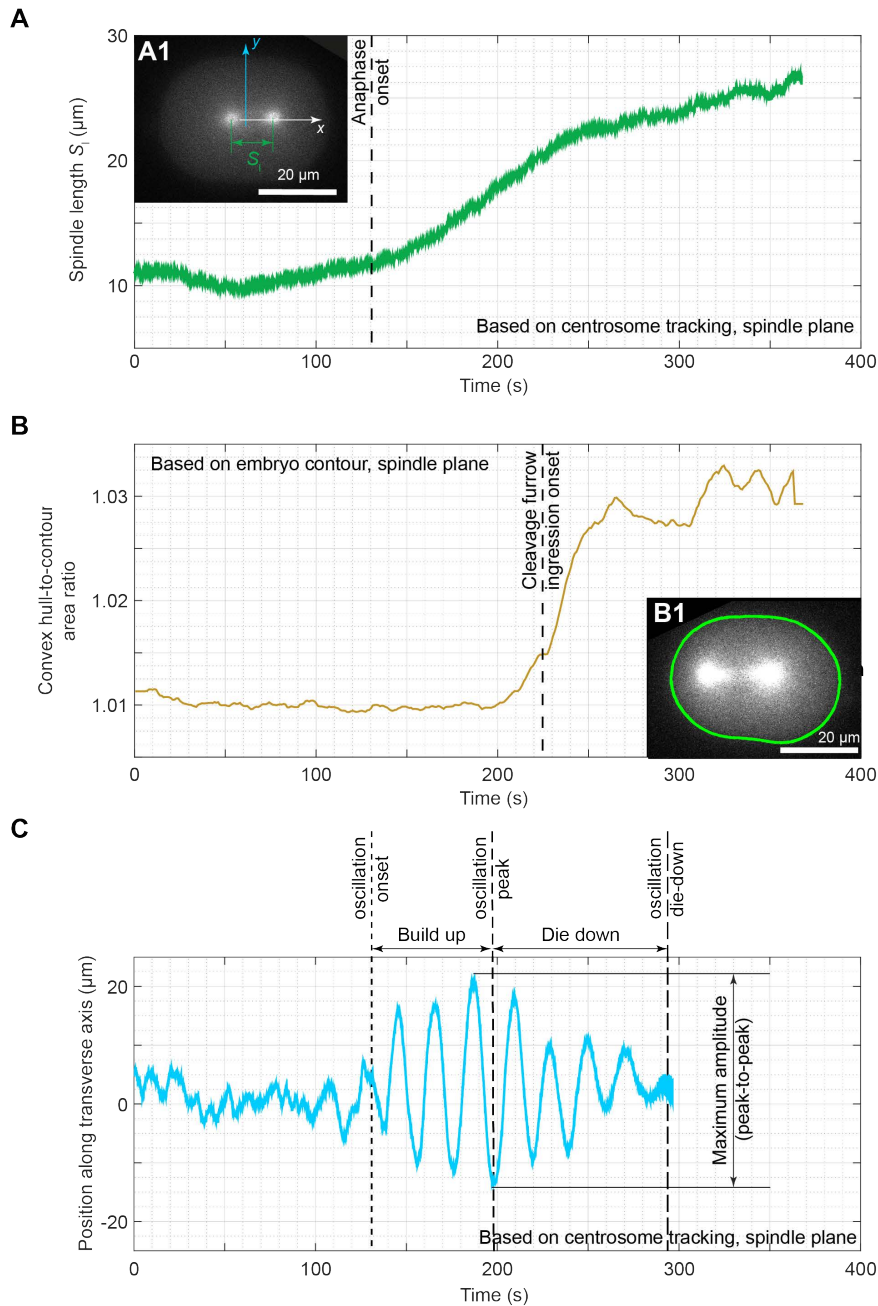 A
A1
y
x
Sl
20 µm
Anaphase
onset
30
20
10
Spindle length Sl (µm)
Based on centrosome tracking, spindle plane
0
100
200
300
400
Time (s)
B
Based on embryo contour, spindle plane
Cleavage furrow
ingression onset
1.03
1.02
1.01
Convex hull-to-contour
area ratio
B1
20 µm
0
100
200
300
400
Time (s)
C
oscillation
onset
oscillation
peak
oscillation
die-down
Build up
Die down
20
0
-20
Position along transverse axis (µm)
Maximum amplitude
(peak-to-peak)
Based on centrosome tracking, spindle plane
0
100
200
300
400
Time (s)